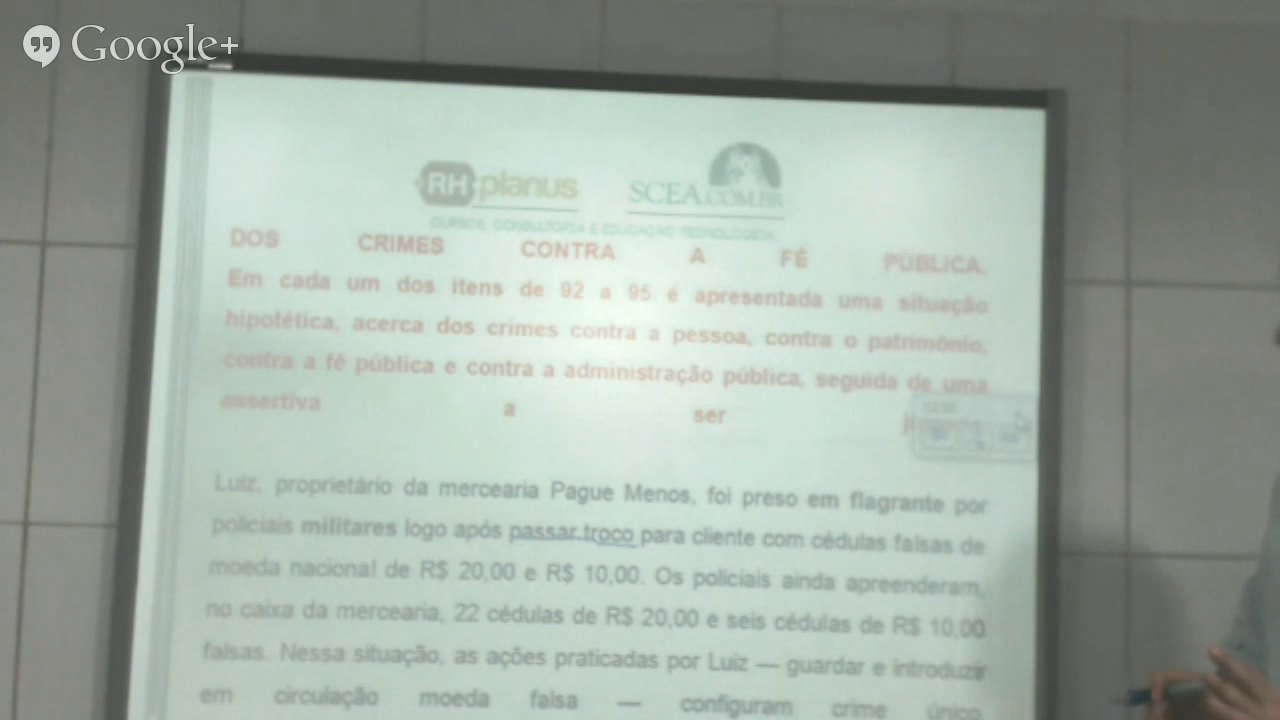 Google+
RH planus SCEA.COM.BR
CURSOS, CONSULTORIA E EDUCAÇÃO TECNOLÓGICA
DOS CRIMES CONTRA A FÉ PÚBLICA.
Em cada um dos itens de 92 a 95 é apresentada uma situação
hipotética, acerca dos crimes contra a pessoa, contra o patrimônio,
contra a fé pública e contra a administração pública, seguida de uma
assertiva a ser
Luiz, proprietário da mercearia Pague Menos, foi preso em flagrante por
policiais militares logo após passar troco para cliente com cédulas falsas de
moeda nacional de R$ 20,00 e R$ 10,00. Os policiais ainda apreenderam,
no caixa da mercearia, 22 cédulas de R$ 20,00 e seis cédulas de R$ 10,00
falsas. Nessa situação, as ações praticadas por Luiz — guardar e introduzir
em circulação moeda falsa — configuram crime único.